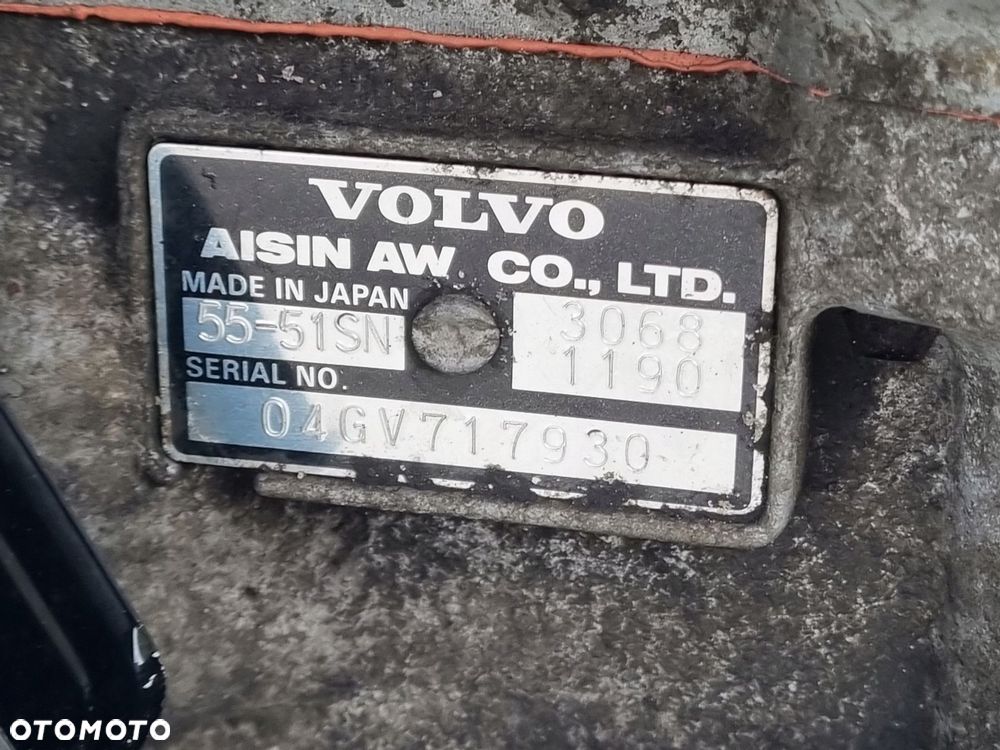 VOLVO
AISIN AW CO., LTD.
MADE IN JAPAN
55-51SN
3068
1190
SERIAL NO.
04GV717930
OTOMOTO